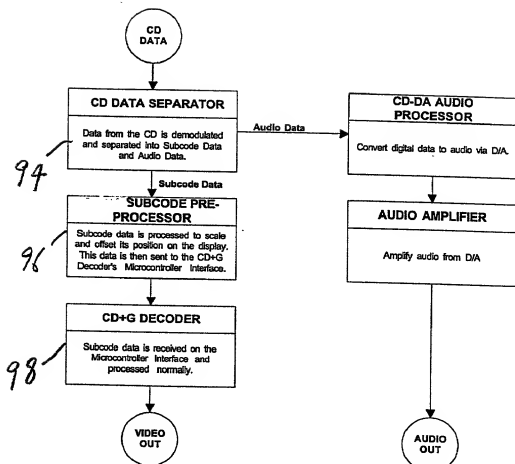 CD
DATA
CD DATA SEPARATOR
Data from the CD is demodulated
and separated into Subcode Data
and Audio Data.
94
Audio Data
CD-DA AUDIO
PROCESSOR
Convert digital data to audio via D/A.
Subcode Data
SUBCODE PRE-
PROCESSOR
Subcode data is processed to scale
and offset its position on the display.
This data is then sent to the CD+G
Decoder's Microcontroller Interface.
96
AUDIO AMPLIFIER
Amplify audio from D/A
CD+G DECODER
Subcode data is received on the
Microcontroller Interface and
processed normally.
98
VIDEO
OUT
AUDIO
OUT